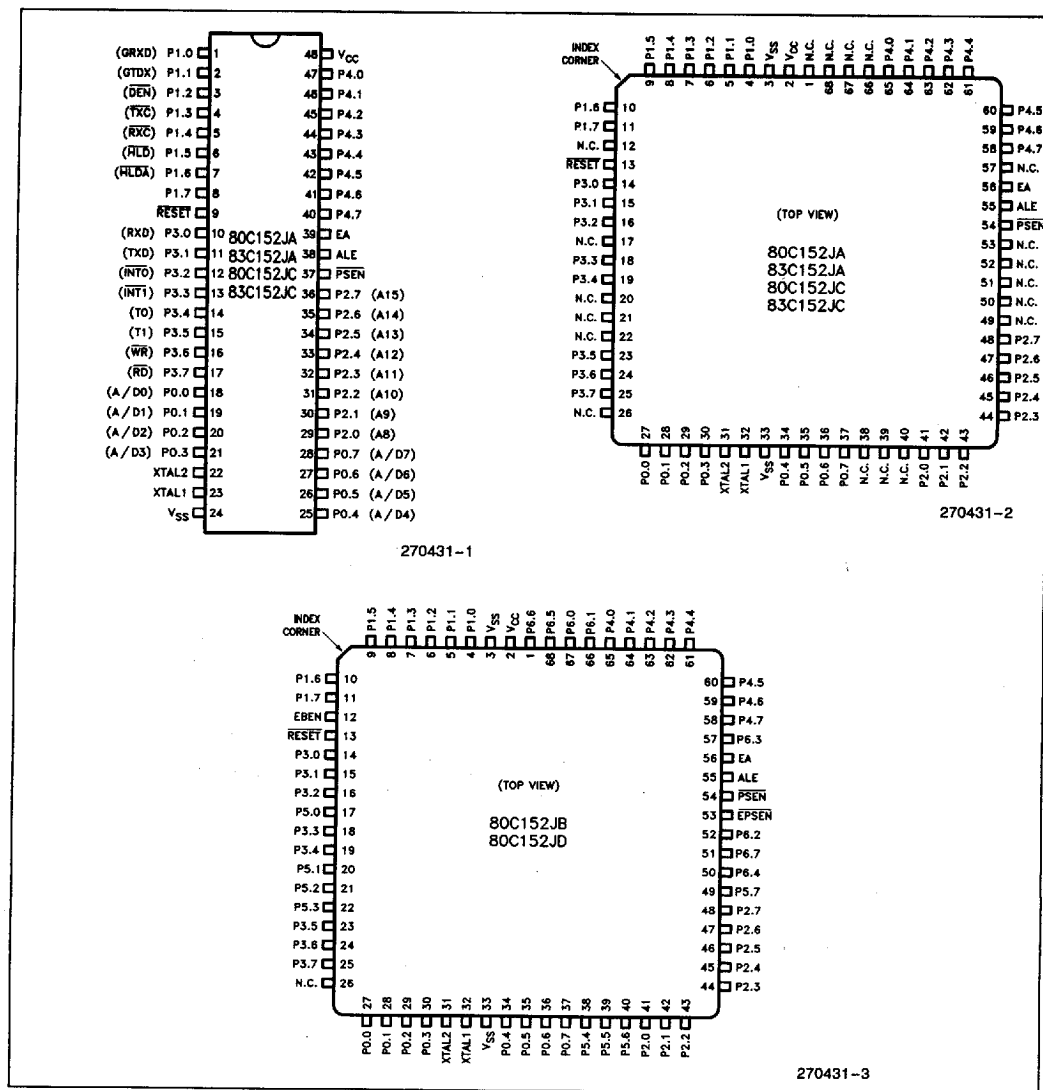 (GRXD) P1.0 1 48 VCC
(GTDX) P1.1 2 47 P4.0
(DEN) P1.2 3 46 P4.1
(TXC) P1.3 4 45 P4.2
(RXC) P1.4 5 44 P4.3
(HLD) P1.5 6 43 P4.4
(HLDA) P1.6 7 42 P4.5
P1.7 8 41 P4.6
RESET 9 40 P4.7
(RXD) P3.0 10 80C152JA 39 EA
(TXD) P3.1 11 83C152JA 38 ALE
(INT0) P3.2 12 80C152JC 37 PSEN
(INT1) P3.3 13 83C152JC 36 P2.7 (A15)
(T0) P3.4 14 35 P2.6 (A14)
(T1) P3.5 15 34 P2.5 (A13)
(WR) P3.6 16 33 P2.4 (A12)
(RD) P3.7 17 32 P2.3 (A11)
(A/D0) P0.0 18 31 P2.2 (A10)
(A/D1) P0.1 19 30 P2.1 (A9)
(A/D2) P0.2 20 29 P2.0 (A8)
(A/D3) P0.3 21 28 P0.7 (A/D7)
XTAL2 22 27 P0.6 (A/D6)
XTAL1 23 26 P0.5 (A/D5)
VSS 24 25 P0.4 (A/D4)
270431-1
INDEX
CORNER
P1.5 P1.4 P1.3 P1.2 P1.1 P1.0 VSS VCC N.C. N.C. N.C. N.C. P4.0 P4.1 P4.2 P4.3 P4.4
9 8 7 6 5 4 3 2 1 68 67 66 65 64 63 62 61
P1.6 10 60 P4.5
P1.7 11 59 P4.6
N.C. 12 58 P4.7
RESET 13 57 N.C.
P3.0 14 56 EA
P3.1 15 55 ALE
P3.2 16 54 PSEN
N.C. 17 53 N.C.
P3.3 18 52 N.C.
P3.4 19 51 N.C.
N.C. 20 50 N.C.
N.C. 21 49 N.C.
N.C. 22 48 P2.7
P3.5 23 47 P2.6
P3.6 24 46 P2.5
P3.7 25 45 P2.4
N.C. 26 44 P2.3
(TOP VIEW)
80C152JA
83C152JA
80C152JC
83C152JC
27 28 29 30 31 32 33 34 35 36 37 38 39 40 41 42 43
P0.0 P0.1 P0.2 P0.3 XTAL2 XTAL1 VSS P0.4 P0.5 P0.6 P0.7 N.C. N.C. N.C. P2.0 P2.1 P2.2
270431-2
INDEX
CORNER
P1.5 P1.4 P1.3 P1.2 P1.1 P1.0 VSS VCC P6.6 P6.5 P6.0 P6.1 P4.0 P4.1 P4.2 P4.3 P4.4
9 8 7 6 5 4 3 2 1 68 67 66 65 64 63 62 61
P1.6 10 60 P4.5
P1.7 11 59 P4.6
EBEN 12 58 P4.7
RESET 13 57 P6.3
P3.0 14 56 EA
P3.1 15 55 ALE
P3.2 16 54 PSEN
P5.0 17 53 EPSEN
P3.3 18 52 P6.2
P3.4 19 51 P6.7
P5.1 20 50 P6.4
P5.2 21 49 P5.7
P5.3 22 48 P2.7
P3.5 23 47 P2.6
P3.6 24 46 P2.5
P3.7 25 45 P2.4
N.C. 26 44 P2.3
(TOP VIEW)
80C152JB
80C152JD
27 28 29 30 31 32 33 34 35 36 37 38 39 40 41 42 43
P0.0 P0.1 P0.2 P0.3 XTAL2 XTAL1 VSS P0.4 P0.5 P0.6 P0.7 P5.4 P5.5 P5.6 P2.0 P2.1 P2.2
270431-3